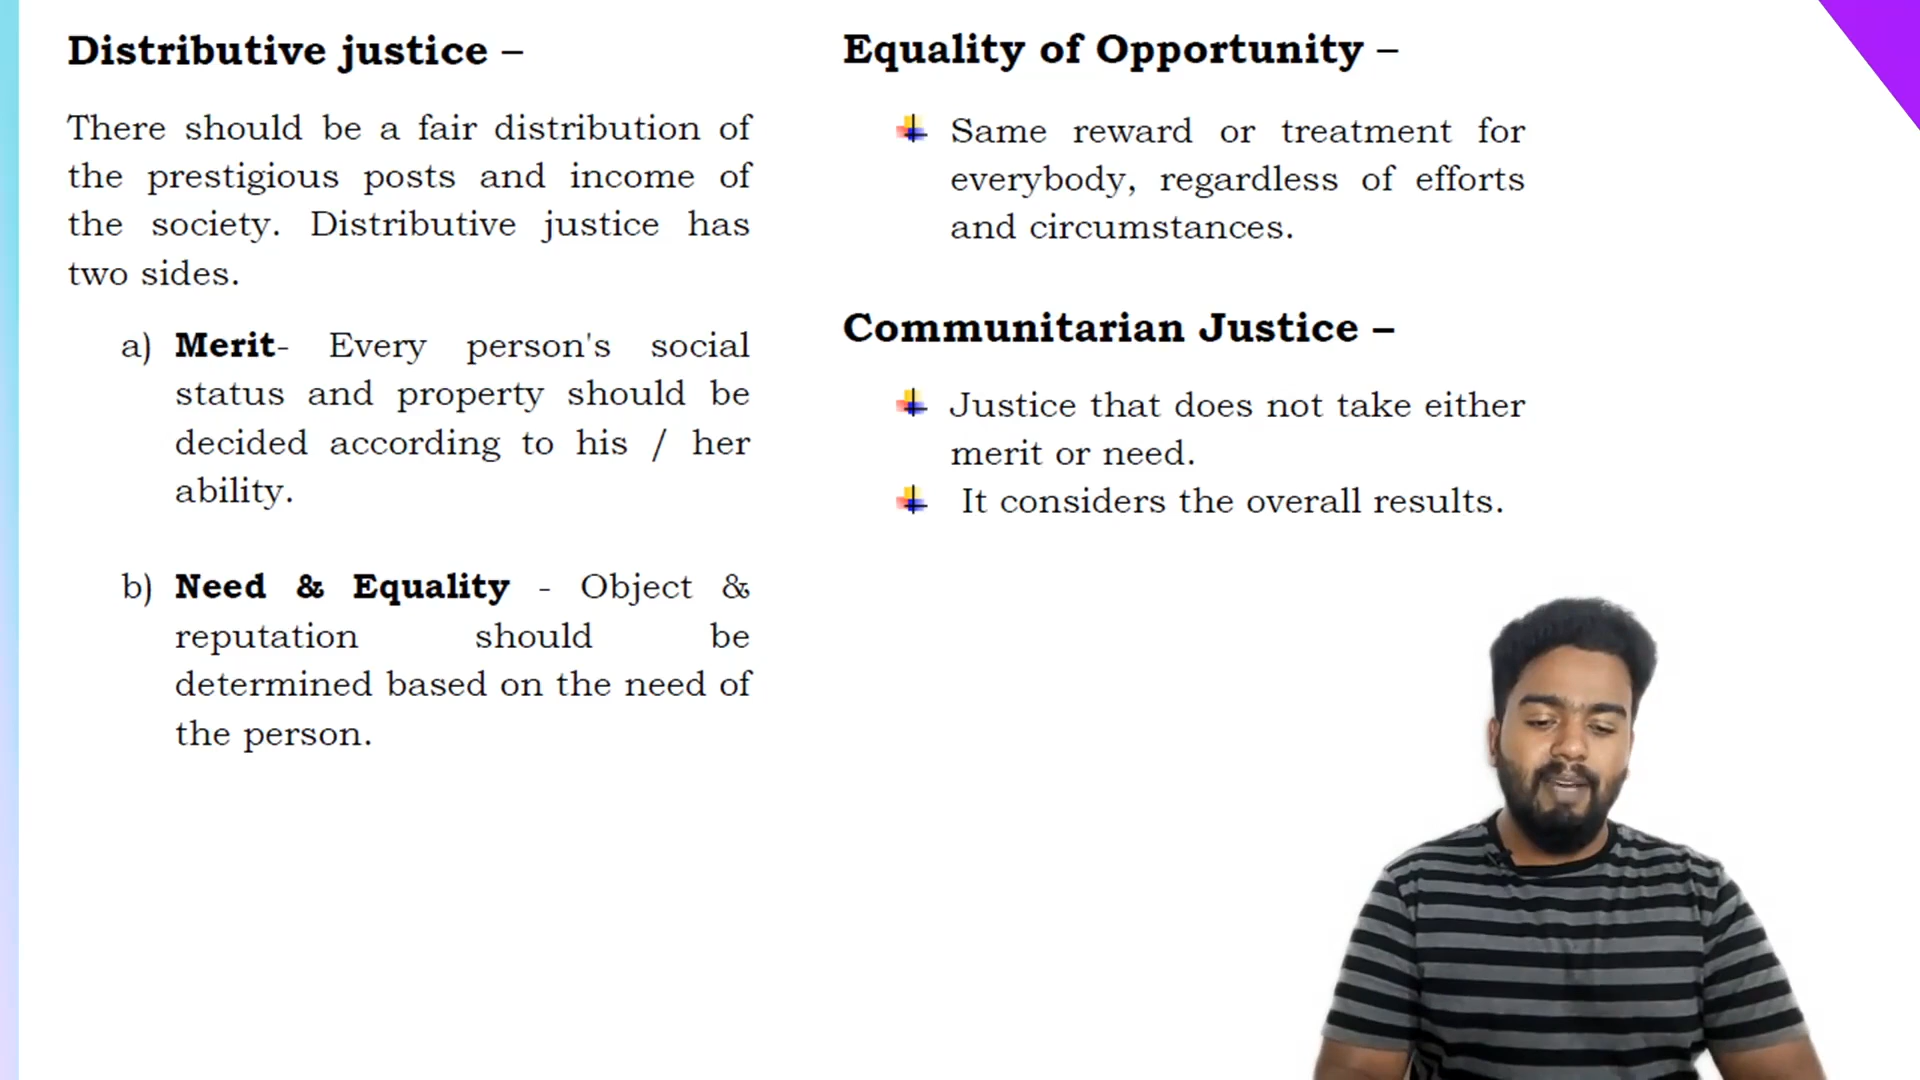 Distributive justice –
There should be a fair distribution of
the prestigious posts and income of
the society. Distributive justice has
two sides.
a) Merit- Every person's social
status and property should be
decided according to his / her
ability.
b) Need & Equality - Object &
reputation should be
determined based on the need of
the person.
Equality of Opportunity –
Same reward or treatment for
everybody, regardless of efforts
and circumstances.
Communitarian Justice –
Justice that does not take either
merit or need.
It considers the overall results.